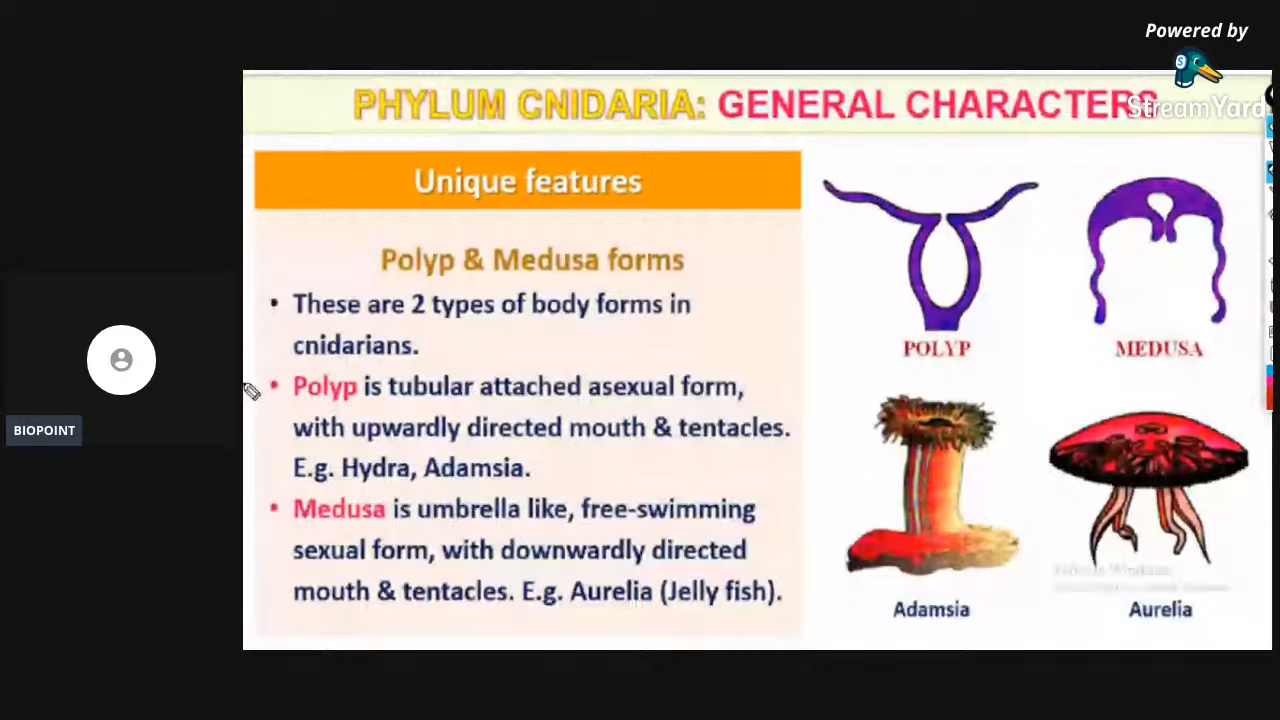 Powered by
StreamYard
PHYLUM CNIDARIA: GENERAL CHARACTERS
Unique features
Polyp & Medusa forms
• These are 2 types of body forms in
cnidarians.
• Polyp is tubular attached asexual form,
with upwardly directed mouth & tentacles.
E.g. Hydra, Adamsia.
• Medusa is umbrella like, free-swimming
sexual form, with downwardly directed
mouth & tentacles. E.g. Aurelia (Jelly fish).
POLYP
MEDUSA
Adamsia
Aurelia
BIOPOINT